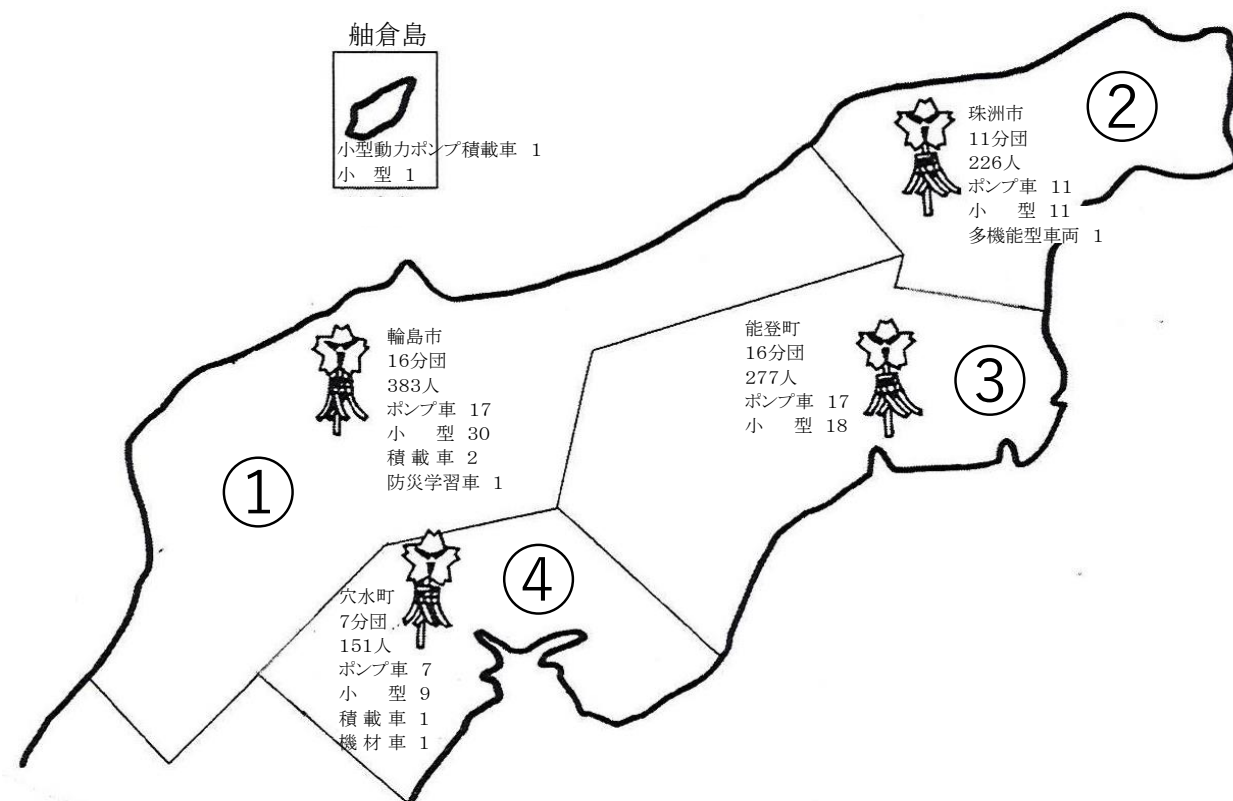 舳倉島
小型動力ポンプ積載車 1
小 型 1
②
珠洲市
11分団
226人
ポンプ車 11
小 型 11
多機能型車両 1
輪島市
16分団
383人
ポンプ車 17
小 型 30
積載車 2
防災学習車 1
①
能登町
16分団
277人
ポンプ車 17
小 型 18
③
④
穴水町
7分団
151人
ポンプ車 7
小 型 9
積載車 1
機材車 1